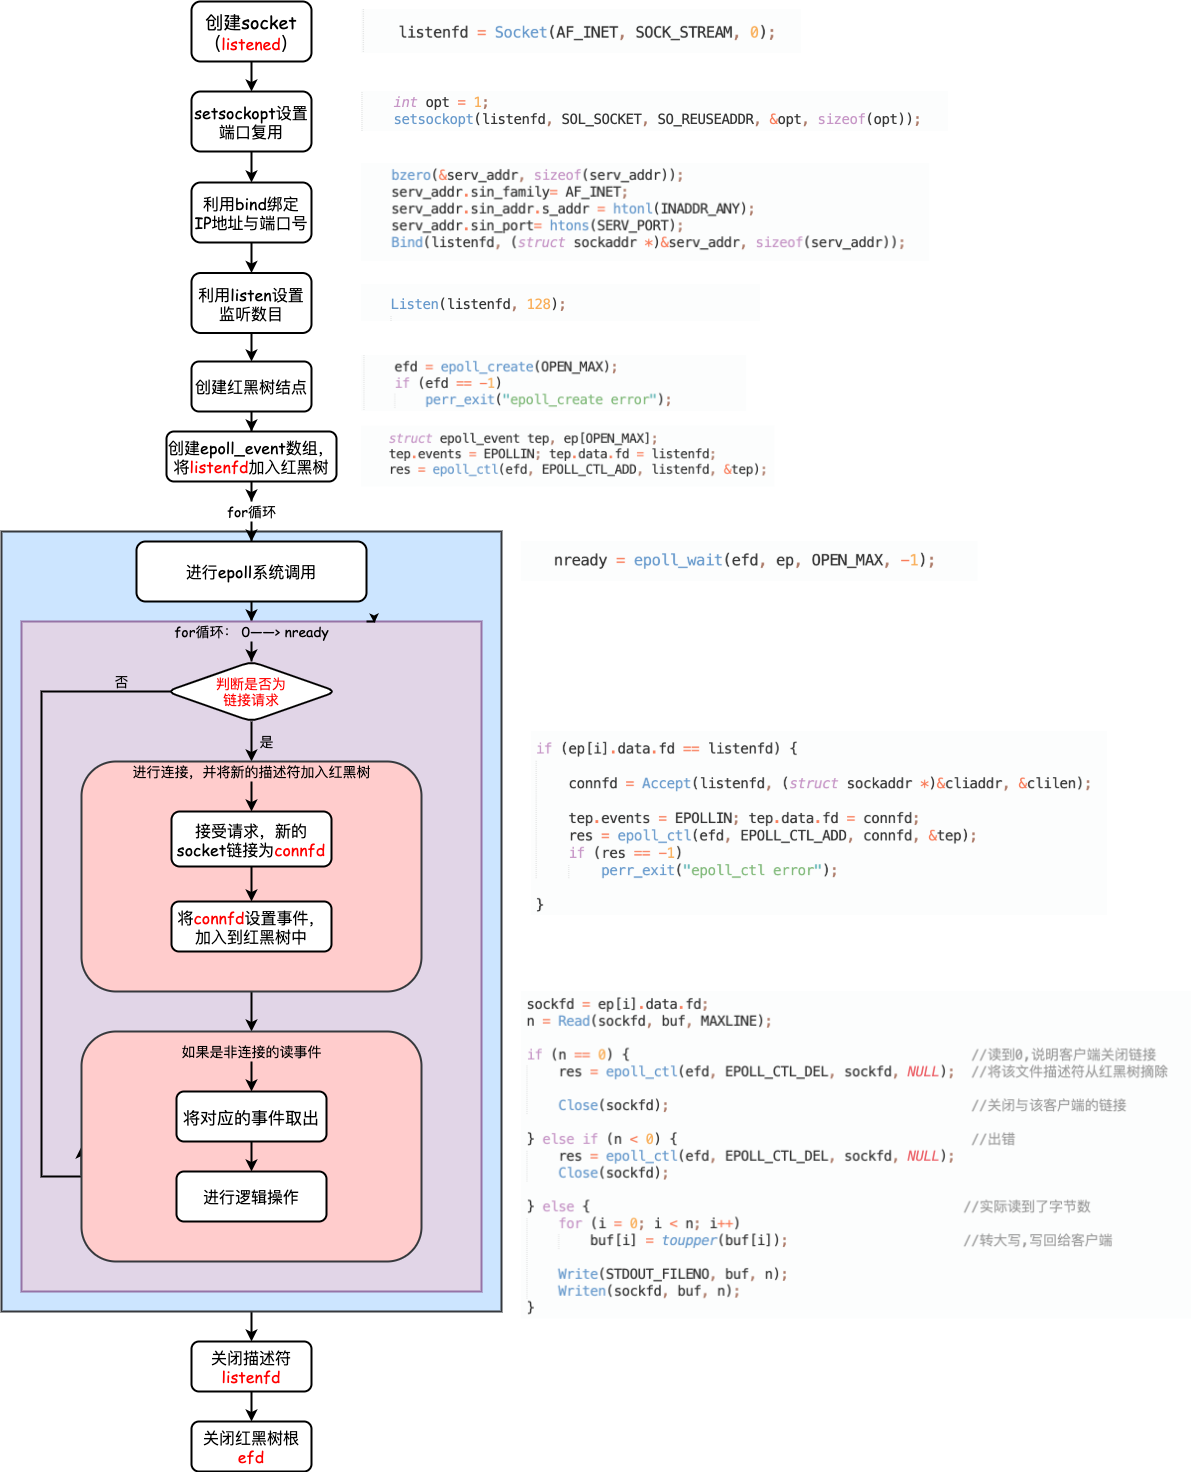 创建socket
（listened）
listenfd = Socket(AF_INET, SOCK_STREAM, 0);
setsockopt设置
端口复用
int opt = 1;
setsockopt(listenfd, SOL_SOCKET, SO_REUSEADDR, &opt, sizeof(opt));
利用bind绑定
IP地址与端口号
bzero(&serv_addr, sizeof(serv_addr));
serv_addr.sin_family= AF_INET;
serv_addr.sin_addr.s_addr = htonl(INADDR_ANY);
serv_addr.sin_port= htons(SERV_PORT);
Bind(listenfd, (struct sockaddr *)&serv_addr, sizeof(serv_addr));
利用listen设置
监听数目
Listen(listenfd, 128);
创建红黑树结点
efd = epoll_create(OPEN_MAX);
if (efd == -1)
perr_exit("epoll_create error");
创建epoll_event数组，
将listenfd加入红黑树
struct epoll_event tep, ep[OPEN_MAX];
tep.events = EPOLLIN; tep.data.fd = listenfd;
res = epoll_ctl(efd, EPOLL_CTL_ADD, listenfd, &tep);
for循环
进行epoll系统调用
nready = epoll_wait(efd, ep, OPEN_MAX, -1);
for循环： 0——> nready
判断是否为
链接请求
否
是
进行连接，并将新的描述符加入红黑树
接受请求，新的
socket链接为connfd
将connfd设置事件，
加入到红黑树中
if (ep[i].data.fd == listenfd) {
connfd = Accept(listenfd, (struct sockaddr *)&cliaddr, &clilen);
tep.events = EPOLLIN; tep.data.fd = connfd;
res = epoll_ctl(efd, EPOLL_CTL_ADD, connfd, &tep);
if (res == -1)
perr_exit("epoll_ctl error");
}
如果是非连接的读事件
将对应的事件取出
进行逻辑操作
sockfd = ep[i].data.fd;
n = Read(sockfd, buf, MAXLINE);
if (n == 0) { //读到0,说明客户端关闭链接
res = epoll_ctl(efd, EPOLL_CTL_DEL, sockfd, NULL); //将该文件描述符从红黑树摘除
Close(sockfd); //关闭与该客户端的链接
} else if (n < 0) { //出错
res = epoll_ctl(efd, EPOLL_CTL_DEL, sockfd, NULL);
Close(sockfd);
} else { //实际读到了字节数
for (i = 0; i < n; i++)
buf[i] = toupper(buf[i]); //转大写,写回给客户端
Write(STDOUT_FILENO, buf, n);
Writen(sockfd, buf, n);
}
关闭描述符
listenfd
关闭红黑树根
efd